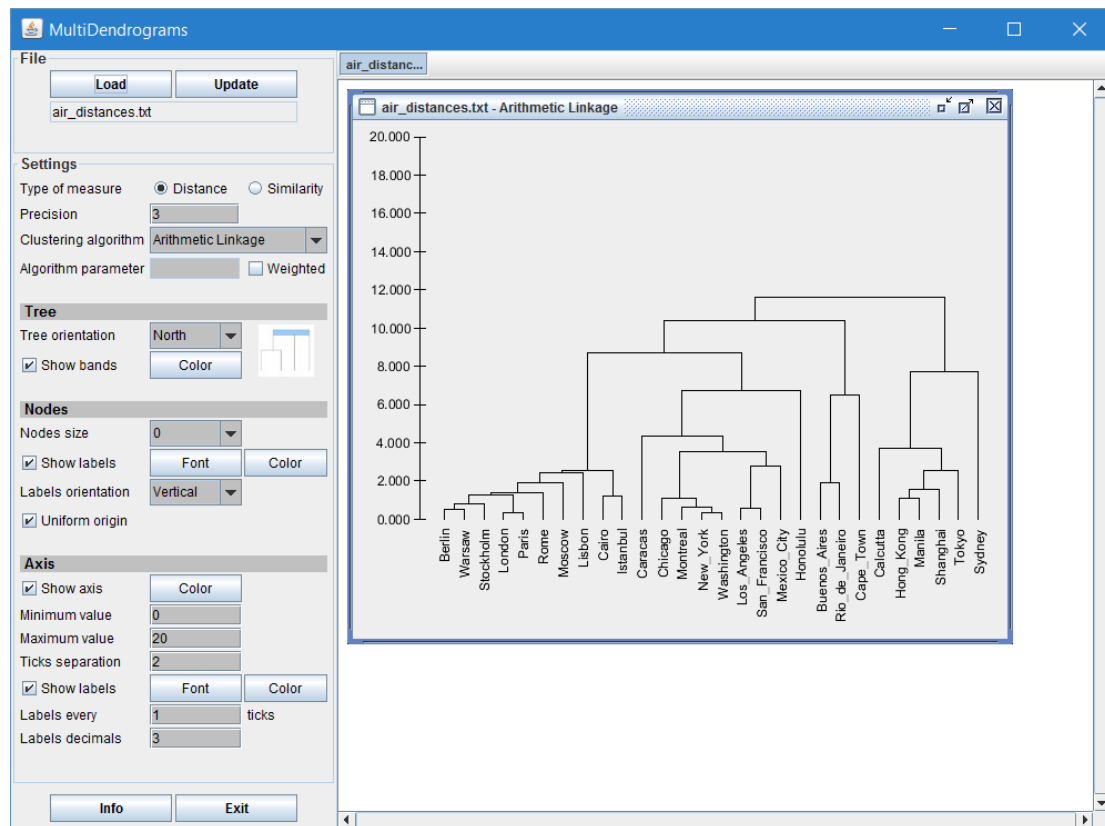 MultiDendrograms
File
Load Update
air_distances.txt
Settings
Type of measure Distance Similarity
Precision 3
Clustering algorithm Arithmetic Linkage
Algorithm parameter Weighted
Tree
Tree orientation North
Show bands Color
Nodes
Nodes size 0
Show labels Font Color
Labels orientation Vertical
Uniform origin
Axis
Show axis Color
Minimum value 0
Maximum value 20
Ticks separation 2
Show labels Font Color
Labels every 1 ticks
Labels decimals 3
Info Exit
air_distanc...
air_distances.txt - Arithmetic Linkage
20.000
18.000
16.000
14.000
12.000
10.000
8.000
6.000
4.000
2.000
0.000
Berlin
Warsaw
Stockholm
London
Paris
Rome
Moscow
Lisbon
Cairo
Istanbul
Caracas
Chicago
Montreal
New_York
Washington
Los_Angeles
San_Francisco
Mexico_City
Honolulu
Buenos_Aires
Rio_de_Janeiro
Cape_Town
Calcutta
Hong_Kong
Manila
Shanghai
Tokyo
Sydney